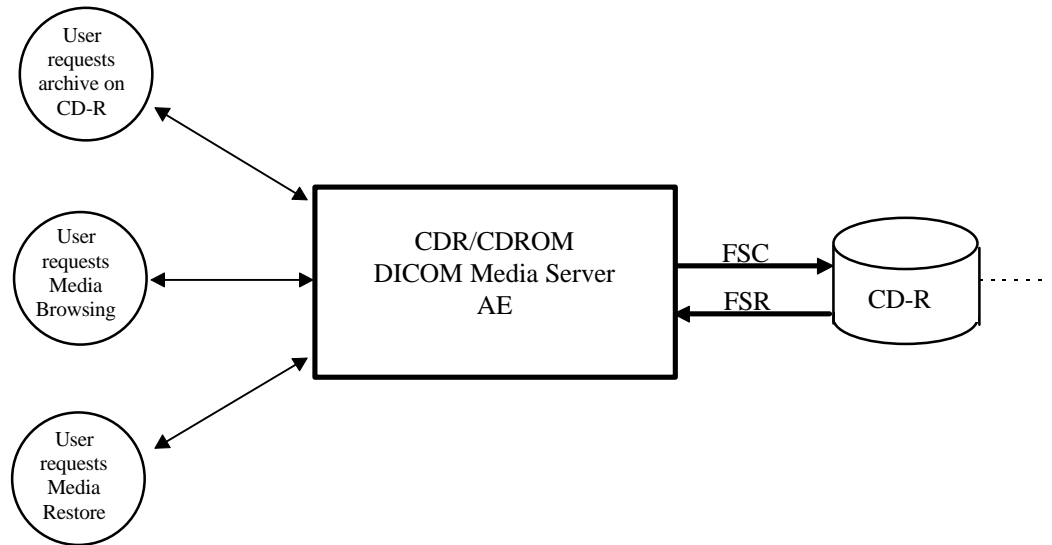 User
requests
archive on
CD-R
User
requests
Media
Browsing
User
requests
Media
Restore
CDR/CDROM
DICOM Media Server
AE
FSC
FSR
CD-R